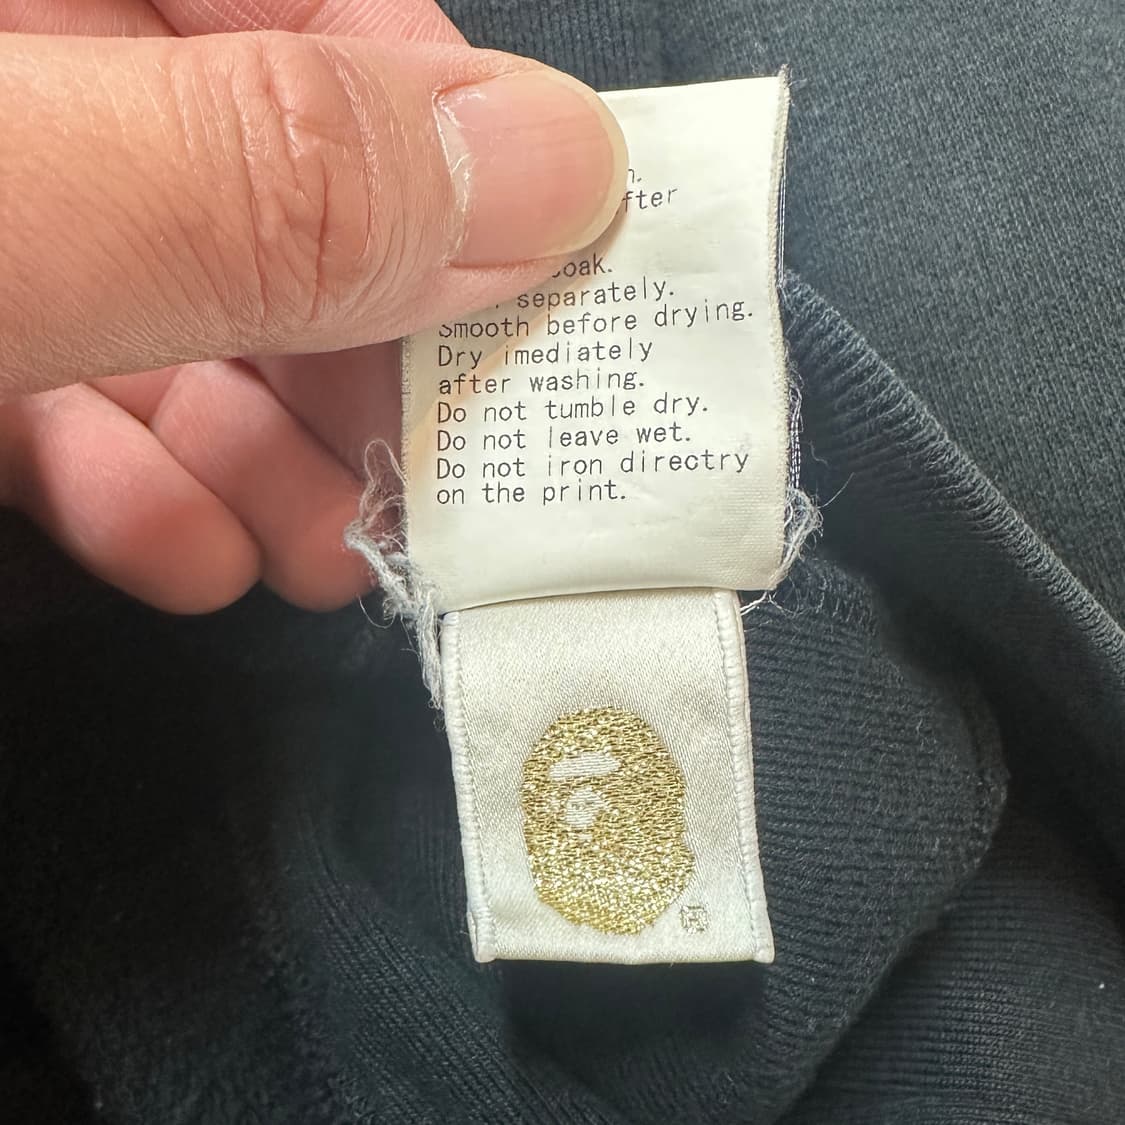 separately.
Smooth before drying.
Dry imediately
after washing.
Do not tumble dry.
Do not leave wet.
Do not iron directry
on the print.